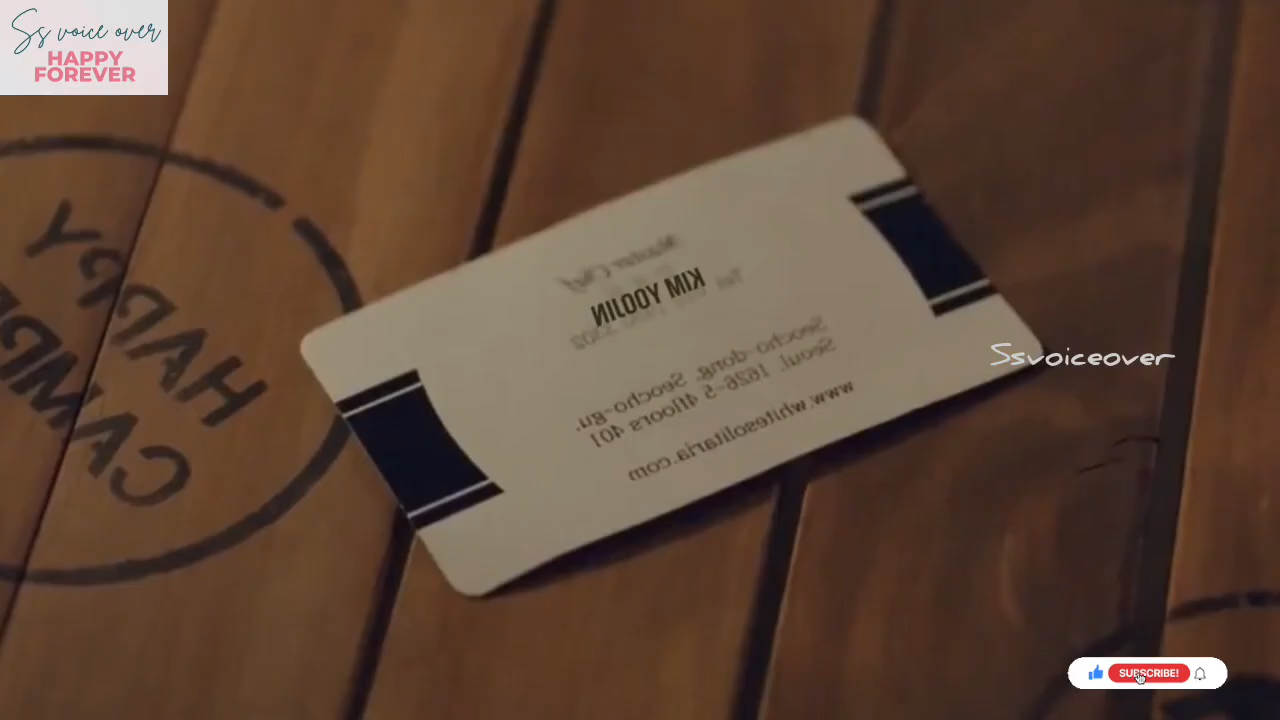 Ss voice over
HAPPY
FOREVER
HAPPY
Master Chef
KIM YOOJIN
Seocho-dong, Seocho-gu,
Seoul, 1626-5 4floors 401
www.whitesolitaria.com
Ssvoiceover
SUBSCRIBE!